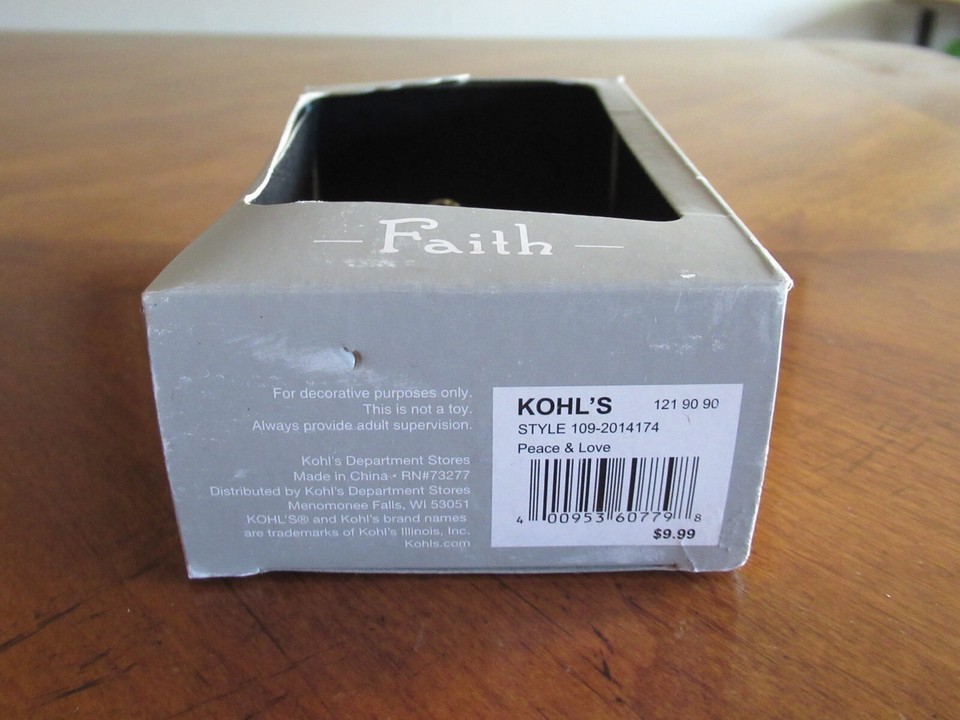 — Faith —
For decorative purposes only.
This is not a toy.
Always provide adult supervision.
Kohl's Department Stores
Made in China • RN#73277
Distributed by Kohl's Department Stores
Menomonee Falls, WI 53051
KOHL'S® and Kohl's brand names
are trademarks of Kohl's Illinois, Inc.
Kohls.com
KOHL'S 121 90 90
STYLE 109-2014174
Peace & Love
4 00953 60779 8
$9.99